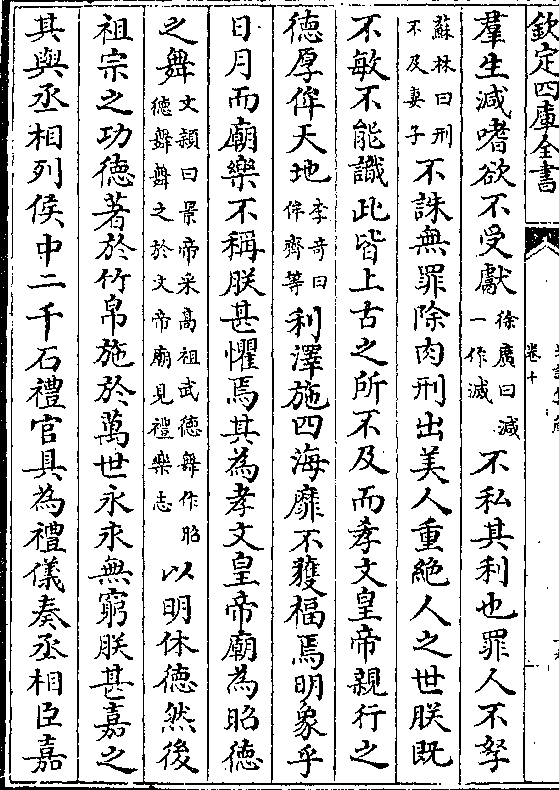 欽定四庫全書
卷十
羣生減嗜欲不受獻徐廣曰減一作滅不私其利也罪人不孥
蘇林曰刑不及妻子不誅無罪除肉刑出美人重絶人之世朕既
不敏不能識此皆上古之所不及而孝文皇帝親行之
德厚侔天地李竒曰侔齊等利澤施四海靡不獲福焉明象乎
日月而廟樂不稱朕甚懼焉其為孝文皇帝廟為昭德
之舞文頴曰景帝采高祖武德舞作昭德舞舞之於文帝廟見禮樂志以明休德然後
祖宗之功德著於竹帛施於萬世永永無窮朕甚嘉之
其與丞相列侯中二千石禮官具為禮儀奏丞相臣嘉